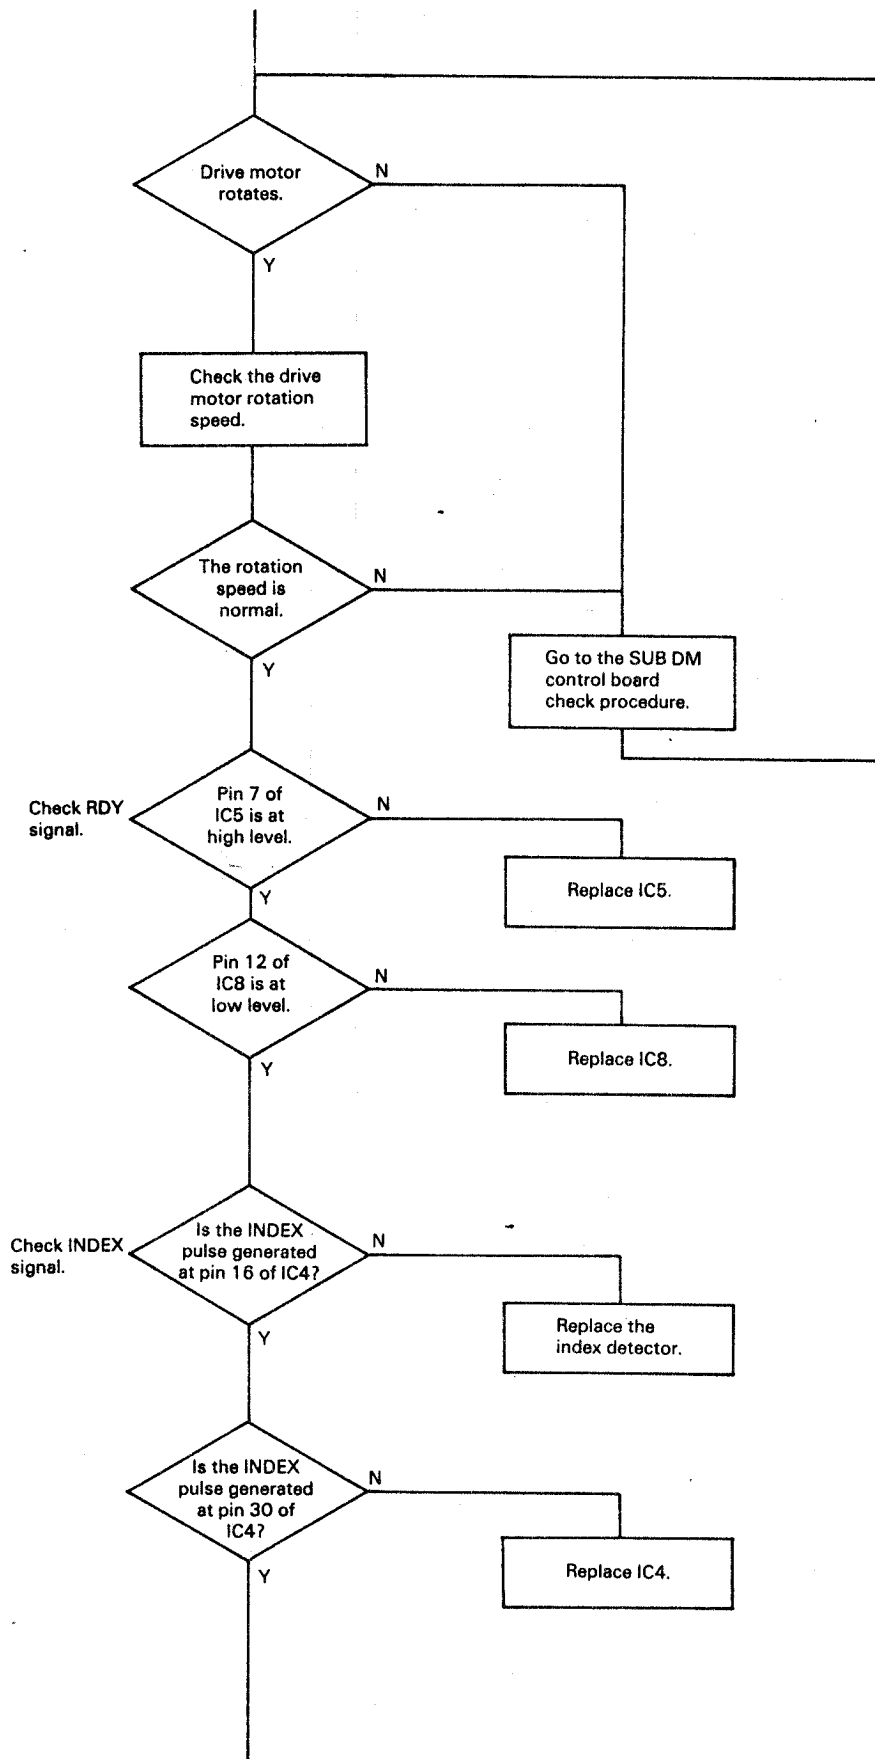 Drive motor
rotates.
N
Y
Check the drive
motor rotation
speed.
The rotation
speed is
normal.
N
Y
Go to the SUB DM
control board
check procedure.
Check RDY
signal.
Pin 7 of
IC5 is at
high level.
N
Y
Replace IC5.
Pin 12 of
IC8 is at
low level.
N
Y
Replace IC8.
Check INDEX
signal.
Is the INDEX
pulse generated
at pin 16 of IC4?
N
Y
Replace the
index detector.
Is the INDEX
pulse generated
at pin 30 of
IC4?
N
Y
Replace IC4.